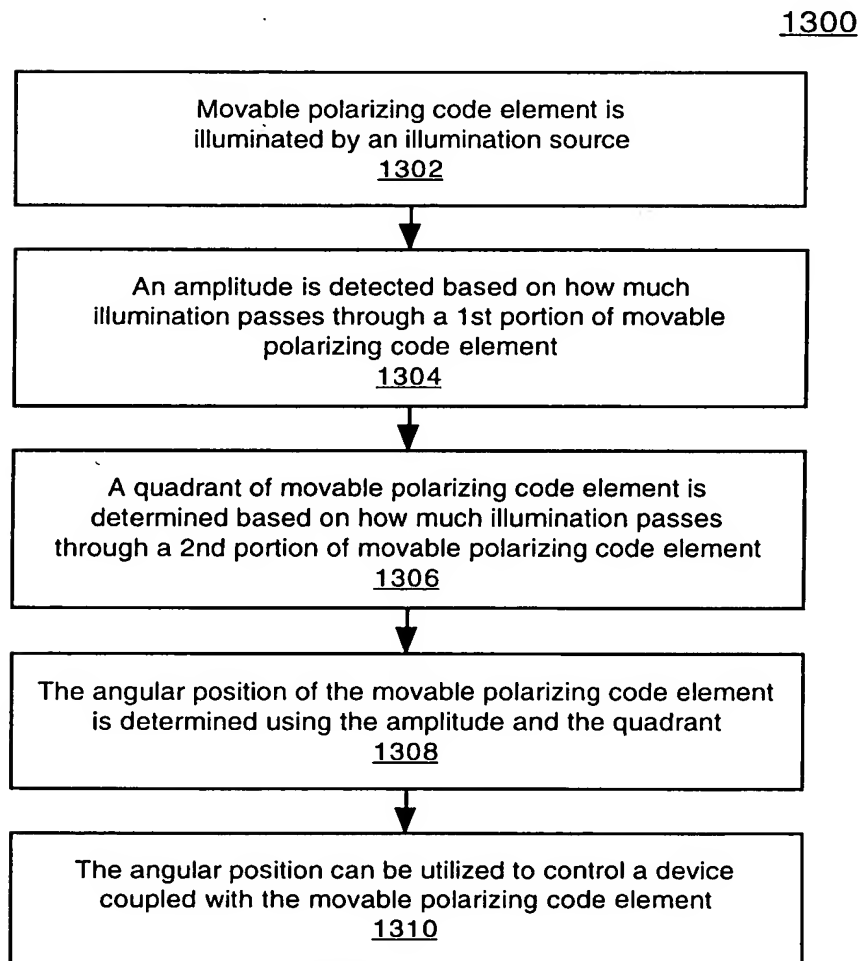 1300
Movable polarizing code element is
illuminated by an illumination source
1302
An amplitude is detected based on how much
illumination passes through a 1st portion of movable
polarizing code element
1304
A quadrant of movable polarizing code element is
determined based on how much illumination passes
through a 2nd portion of movable polarizing code element
1306
The angular position of the movable polarizing code element
is determined using the amplitude and the quadrant
1308
The angular position can be utilized to control a device
coupled with the movable polarizing code element
1310